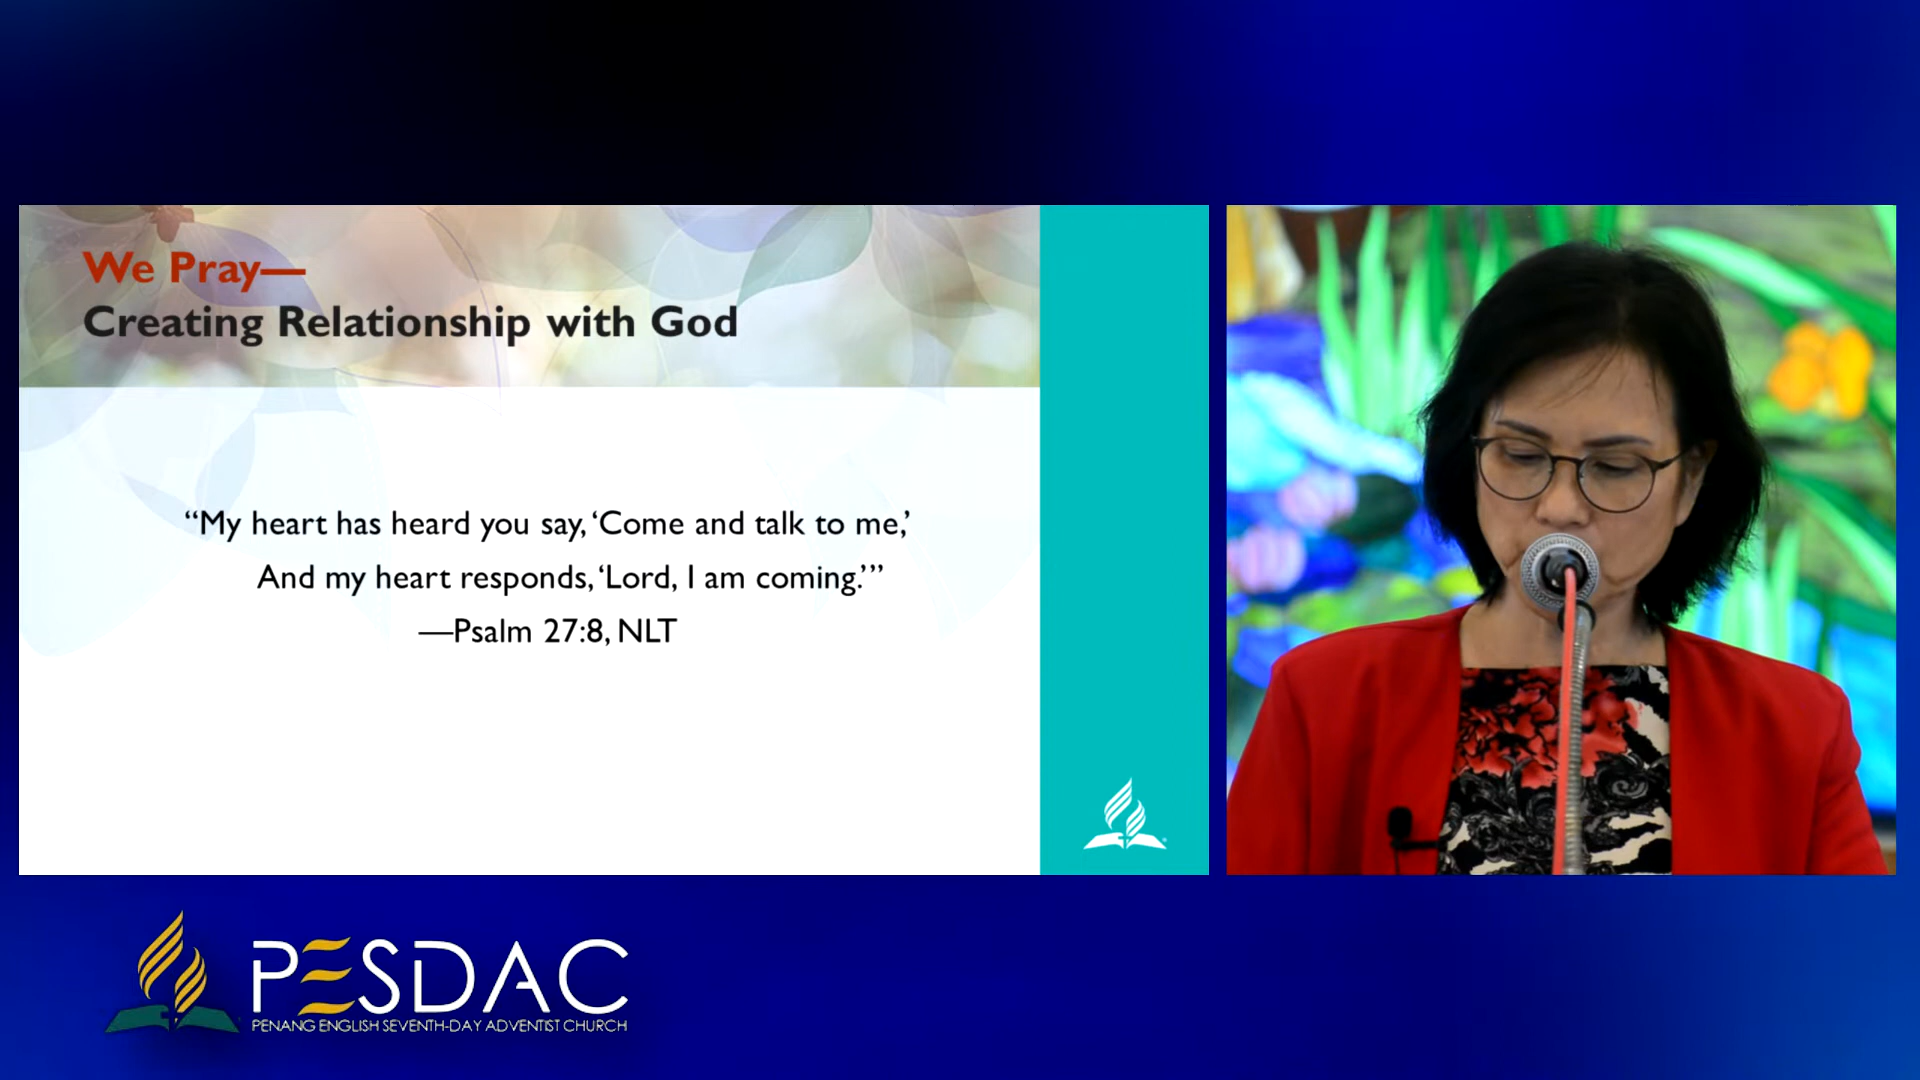 We Pray—
Creating Relationship with God
“My heart has heard you say, ‘Come and talk to me,’
And my heart responds, ‘Lord, I am coming.’”
—Psalm 27:8, NLT
PESDAC
PENANG ENGLISH SEVENTH-DAY ADVENTIST CHURCH